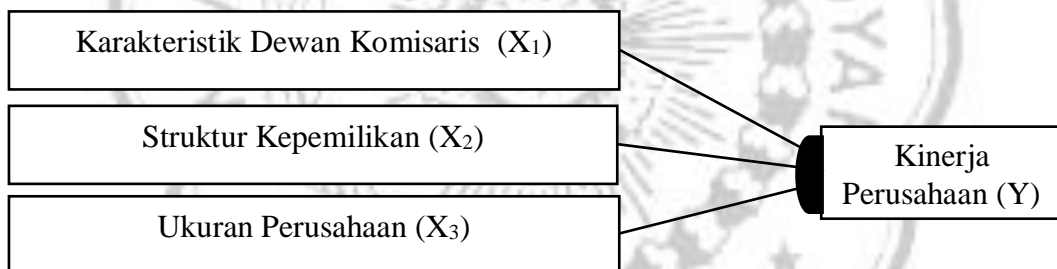 Karakteristik Dewan Komisaris (X₁)
Struktur Kepemilikan (X₂)
Ukuran Perusahaan (X₃)
Kinerja
Perusahaan (Y)